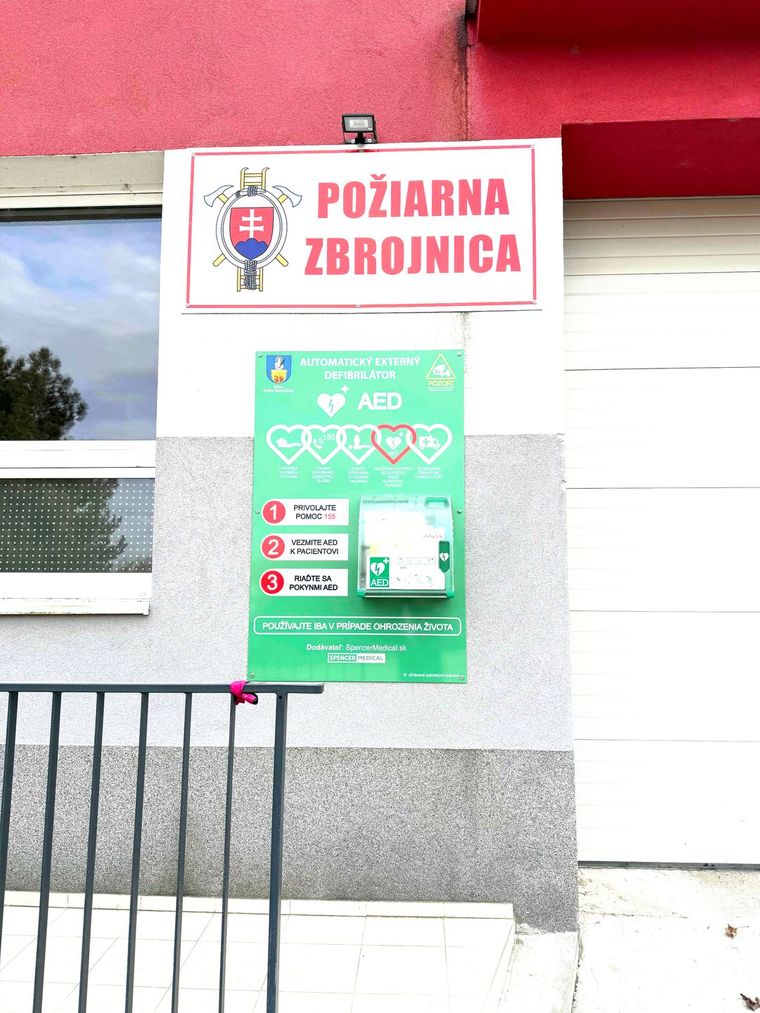 POŽIARNA
ZBROJNICA
AUTOMATICKÝ EXTERNÝ
DEFIBRILÁTOR
POZOR!
AED
155
1 PRIVOLAJTE
POMOC 155
2 VEZMITE AED
K PACIENTOVI
3 RIAĎTE SA
POKYNMI AED
AED
POUŽÍVAJTE IBA V PRÍPADE OHROZENIA ŽIVOTA
Dodávateľ: SpencerMedical.sk
SPENCER MEDICAL